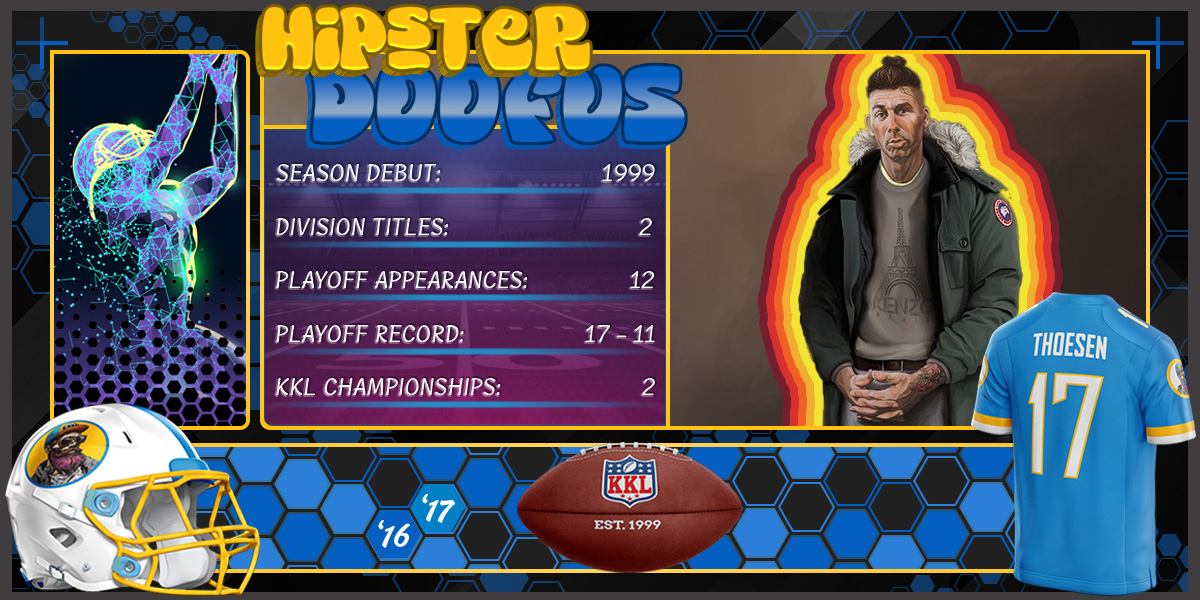 HiPSTER
DOOFUS
SEASON DEBUT: 1999
DIVISION TITLES: 2
PLAYOFF APPEARANCES: 12
PLAYOFF RECORD: 17 – 11
KKL CHAMPIONSHIPS: 2
KENZO
THOESEN
17
KKL
EST. 1999
‘16
‘17